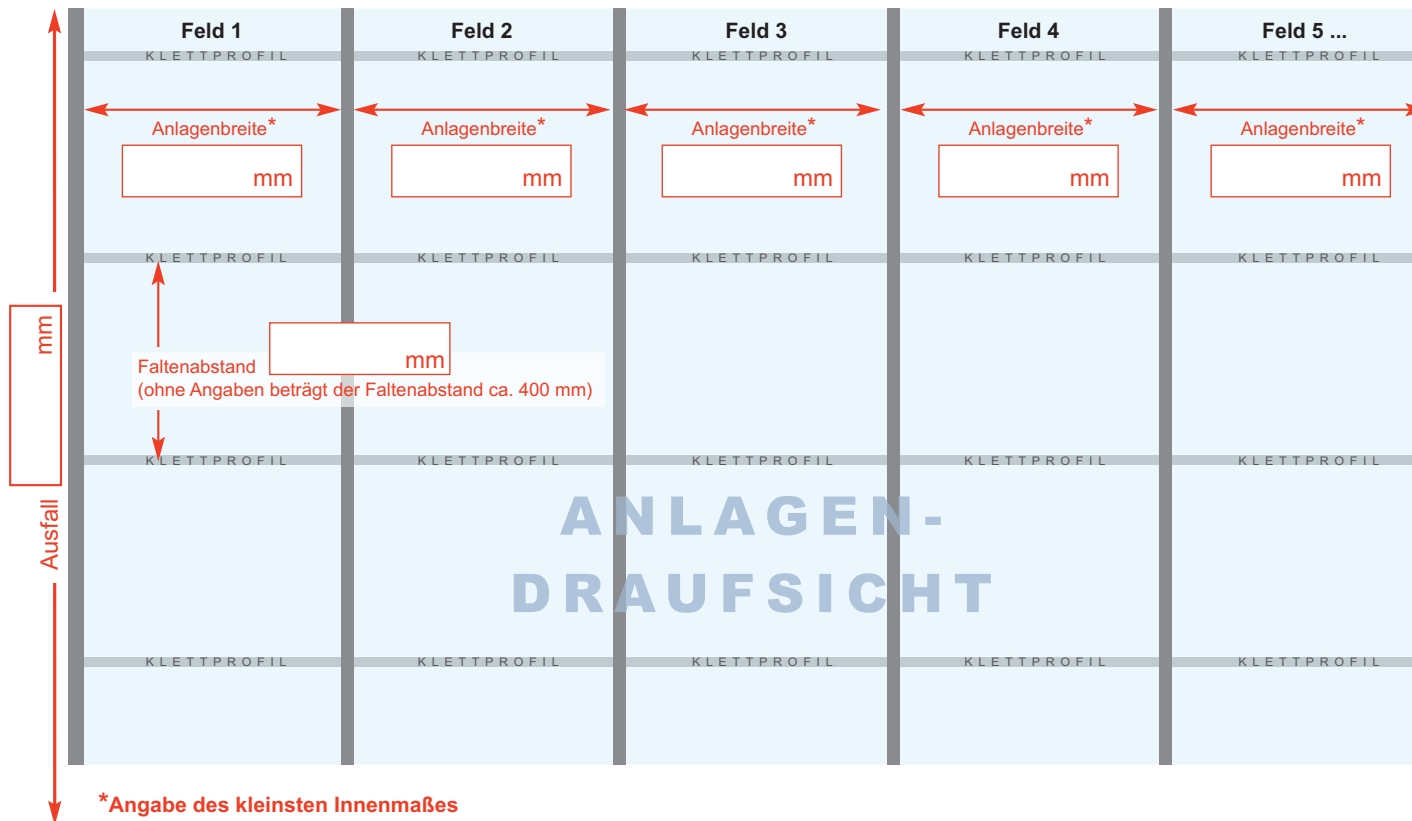 Feld 1 Feld 2 Feld 3 Feld 4 Feld 5 ...
KLETTPROFIL KLETTPROFIL KLETTPROFIL KLETTPROFIL KLETTPROFIL
Anlagenbreite* Anlagenbreite* Anlagenbreite* Anlagenbreite* Anlagenbreite*
mm mm mm mm mm
KLETTPROFIL KLETTPROFIL KLETTPROFIL KLETTPROFIL KLETTPROFIL
mm
Ausfall
Faltenabstand mm
(ohne Angaben beträgt der Faltenabstand ca. 400 mm)
KLETTPROFIL KLETTPROFIL KLETTPROFIL KLETTPROFIL KLETTPROFIL
ANLAGEN-
DRAUFSICHT
KLETTPROFIL KLETTPROFIL KLETTPROFIL KLETTPROFIL KLETTPROFIL
*Angabe des kleinsten Innenmaßes